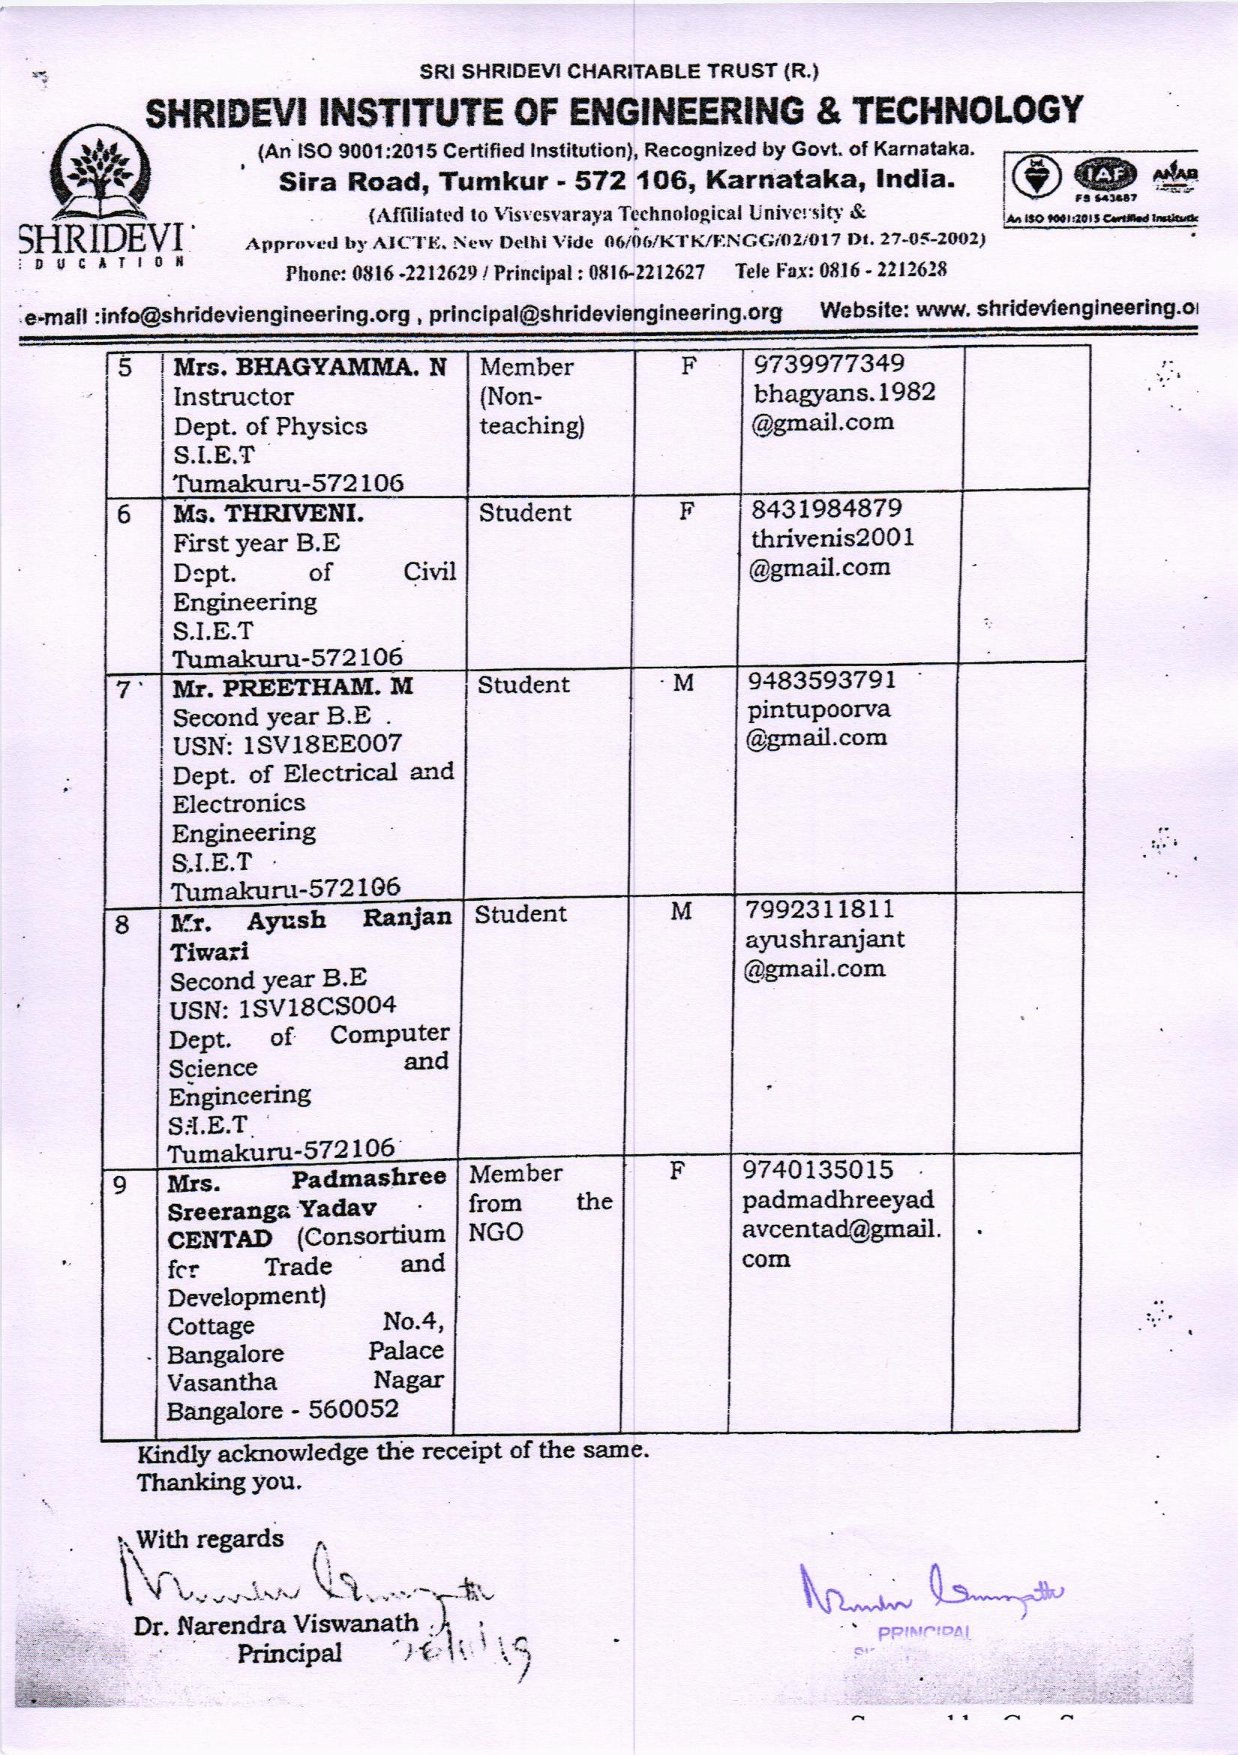 SRI SHRIDEVI CHARITABLE TRUST (R.)
SHRIDEVI INSTITUTE OF ENGINEERING & TECHNOLOGY
(An ISO 9001:2015 Certified Institution), Recognized by Govt. of Karnataka.
Sira Road, Tumkur - 572 106, Karnataka, India.
(Affiliated to Visvesvaraya Technological University &
Approved by AICTE, New Delhi Vide 06/06/KTK/ENGG/02/017 Dt. 27-05-2002)
Phone: 0816 -2212629 / Principal : 0816-2212627 Tele Fax: 0816 - 2212628
SHRIDEVI
EDUCATION
IAF
ANAB
FS 643687
An ISO 9001:2015 Certified
e-mail :info@shrideviengineering.org , principal@shrideviengineering.org Website: www. shrideviengineering.or
5 Mrs. BHAGYAMMA. N Member F 9739977349
Instructor (Non- bhagyans.1982
Dept. of Physics teaching) @gmail.com
S.I.E.T
Tumakuru-572106
6 Ms. THRIVENI. Student F 8431984879
First year B.E thrivenis2001
Dept. of Civil @gmail.com
Engineering
S.I.E.T
Tumakuru-572106
7 Mr. PREETHAM. M Student M 9483593791
Second year B.E pintupoorva
USN: 1SV18EE007 @gmail.com
Dept. of Electrical and
Electronics
Engineering
S.I.E.T
Tumakuru-572106
8 Mr. Ayush Ranjan Student M 7992311811
Tiwari ayushranjant
Second year B.E @gmail.com
USN: 1SV18CS004
Dept. of Computer
Science and
Engineering
S.I.E.T
Tumakuru-572106
9 Mrs. Padmashree Member F 9740135015
Sreeranga Yadav from the padmadhreeyad
CENTAD (Consortium NGO avcentad@gmail.
for Trade and com
Development)
Cottage No.4,
Bangalore Palace
Vasantha Nagar
Bangalore - 560052
Kindly acknowledge the receipt of the same.
Thanking you.
With regards
Dr. Narendra Viswanath
Principal
PRINCIPAL